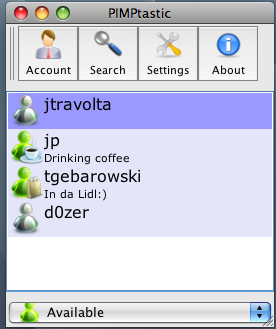 PIMPtastic
Account Search Settings About
jtravolta
jp
Drinking coffee
tgebarowski
In da Lidl:)
d0zer
Available